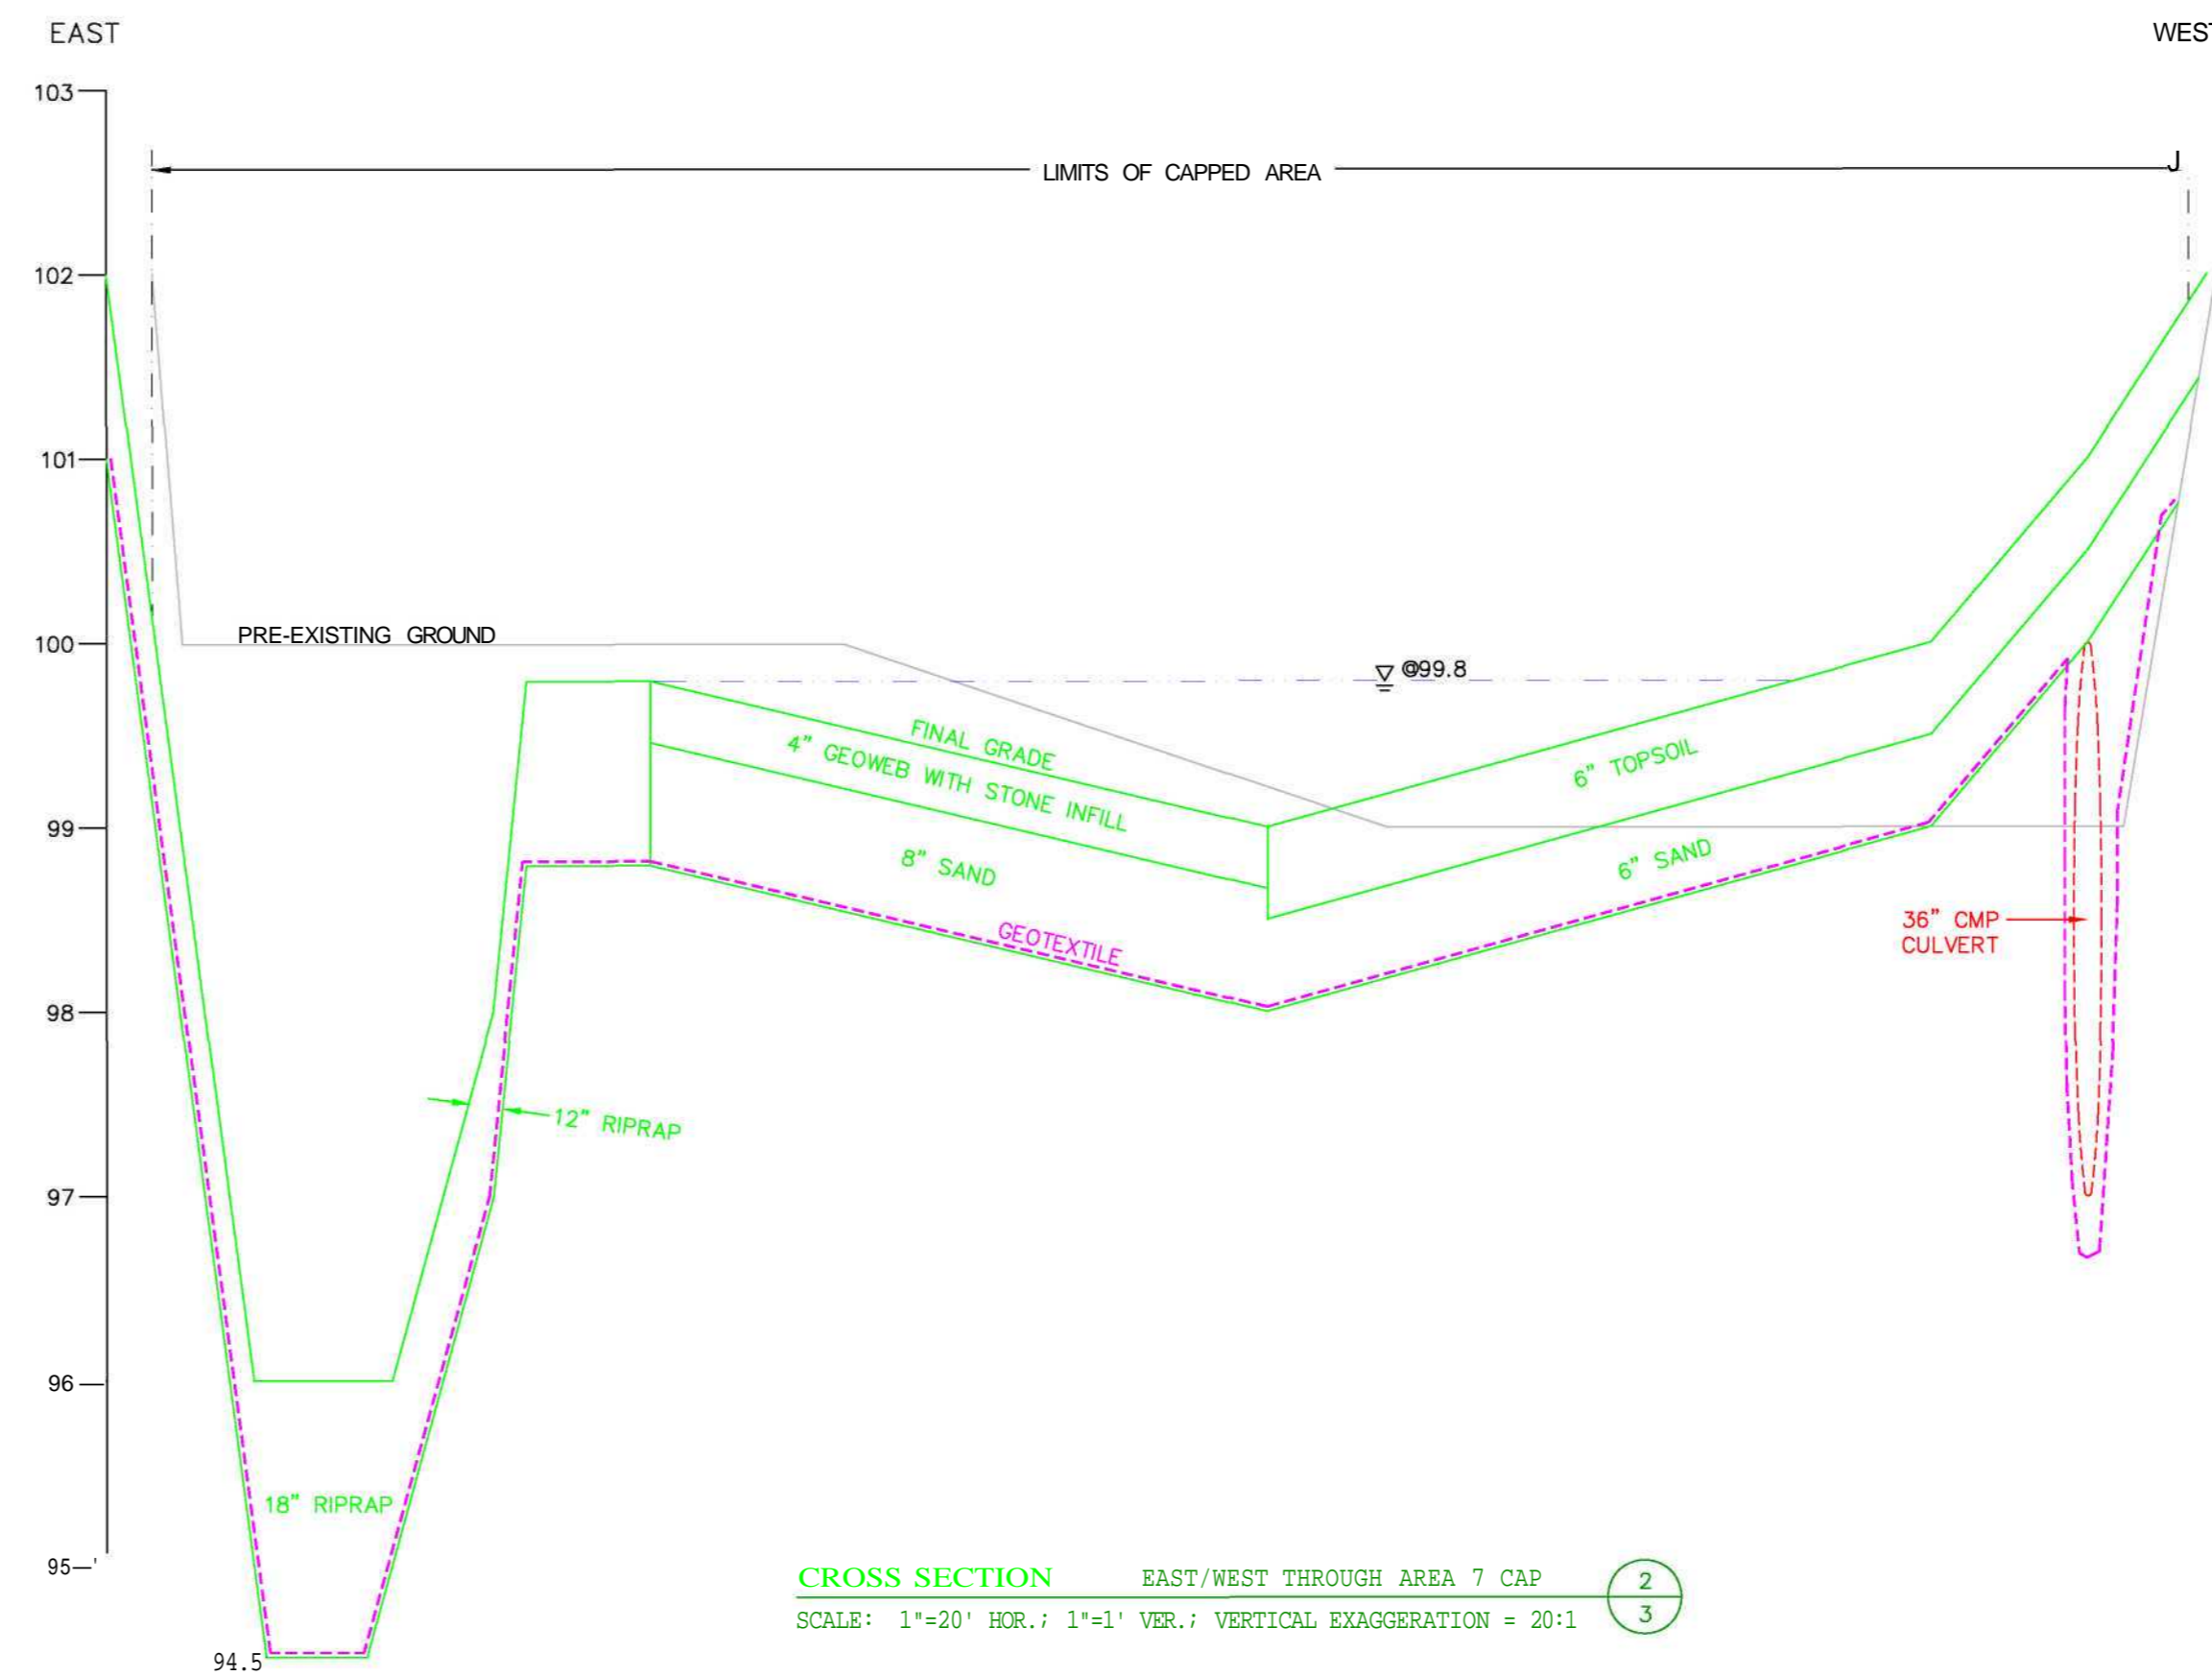 EAST
WEST
103
LIMITS OF CAPPED AREA
J
102
101
100
PRE-EXISTING GROUND
@99.8
FINAL GRADE
4" GEOWEB WITH STONE INFILL
6" TOPSOIL
99
8" SAND
6" SAND
GEOTEXTILE
36" CMP
CULVERT
98
12" RIPRAP
97
96
18" RIPRAP
95
94.5
CROSS SECTION EAST/WEST THROUGH AREA 7 CAP
SCALE: 1"=20' HOR.; 1"=1' VER.; VERTICAL EXAGGERATION = 20:1
2
3